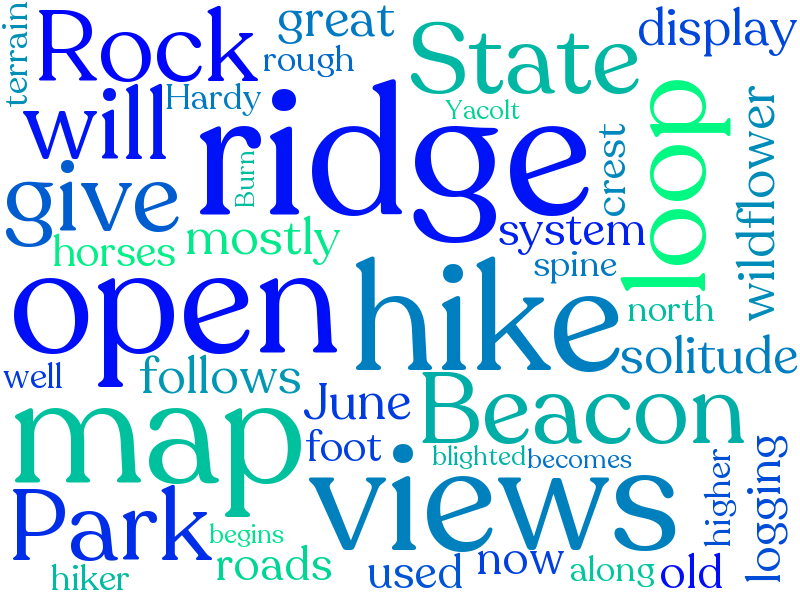 terrain
Rock
great
rough
State
display
Hardy
Yacolt
will
ridge
Burn
crest
loop
wildflower
give
horses
mostly
system
spine
north
open
hike
solitude
well
follows
June
foot
Beacon
map
blighted
becomes
views
higher
logging
Park
begins
roads
hiker
used
now
along
old